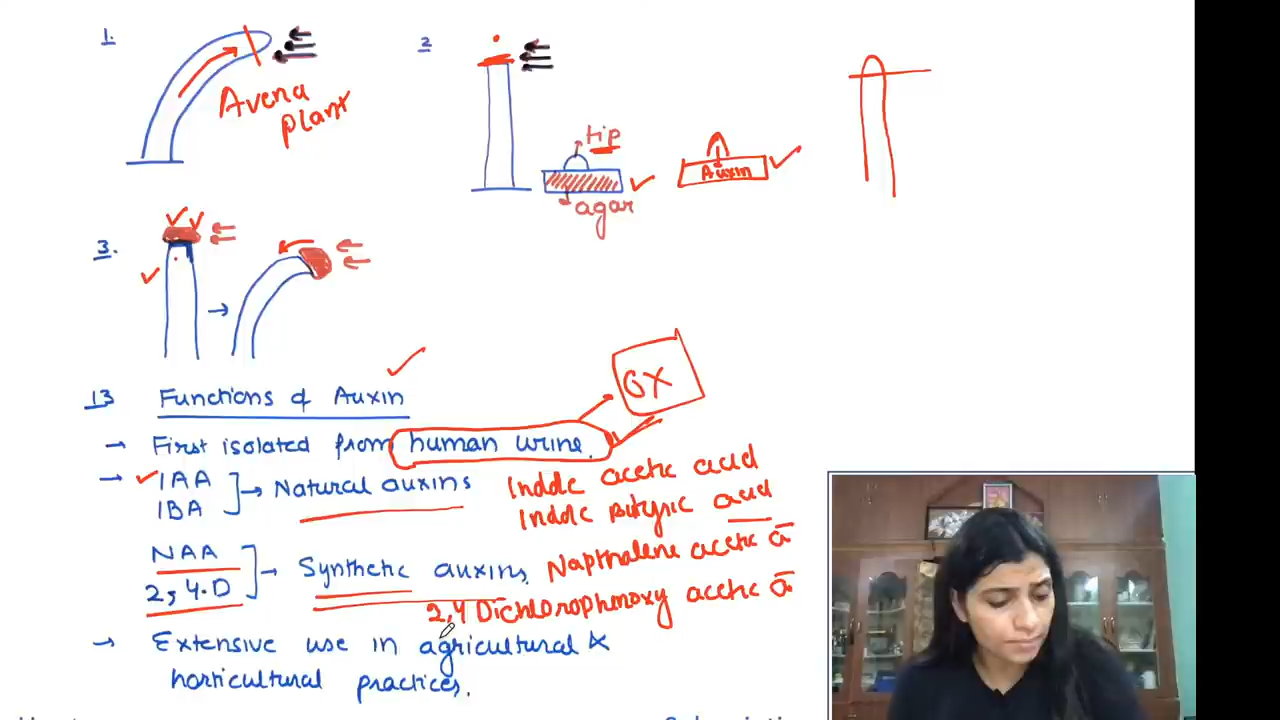 1.
2
Avena
plant
tip
Auxin
agar
3.
13 Functions of Auxin
OX
→ First isolated from human urine.
→ IAA
IBA
→ Natural auxins
Indole acetic acid
Indole Butyric acid
NAA
2,4-D
→ Synthetic auxins,
Napthalene acetic a
2,4 Dichlorophenoxy acetic a
→ Extensive use in agricultural &
horticultural practices.